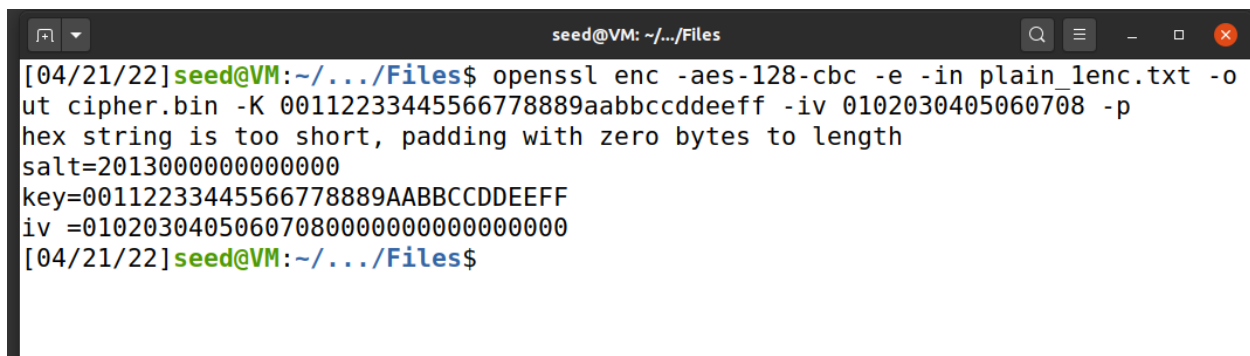 seed@VM: ~/.../Files
[04/21/22]seed@VM:~/.../Files$ openssl enc -aes-128-cbc -e -in plain_1enc.txt -o
ut cipher.bin -K 00112233445566778889aabbccddeeff -iv 0102030405060708 -p
hex string is too short, padding with zero bytes to length
salt=2013000000000000
key=00112233445566778889AABBCCDDEEFF
iv =01020304050607080000000000000000
[04/21/22]seed@VM:~/.../Files$